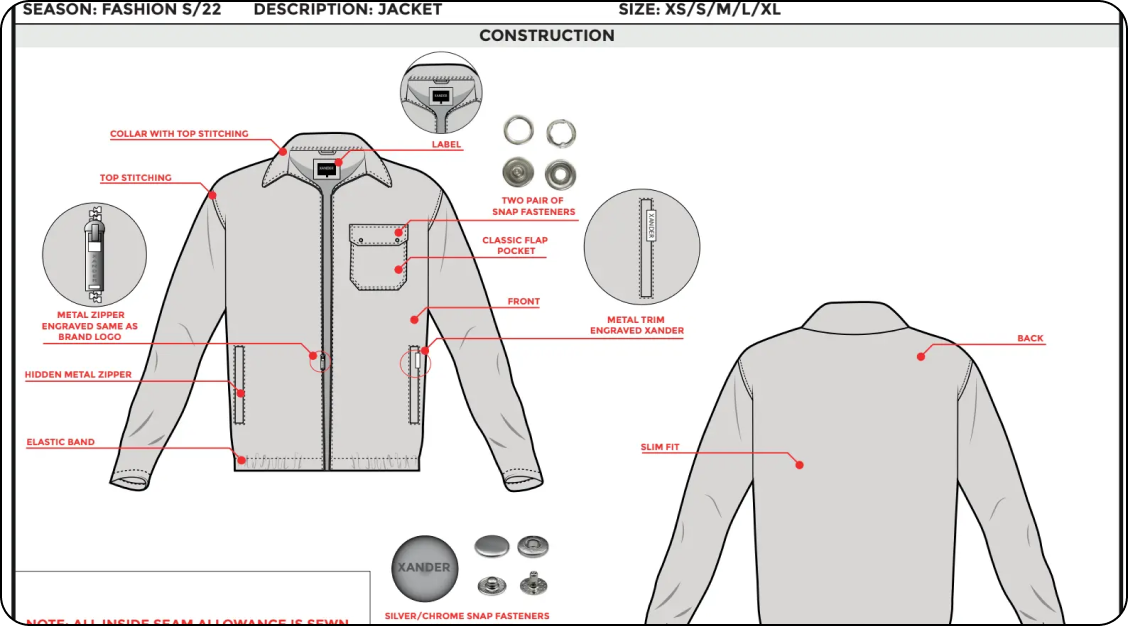 SEASON: FASHION S/22 DESCRIPTION: JACKET SIZE: XS/S/M/L/XL
CONSTRUCTION
XANDER
COLLAR WITH TOP STITCHING
LABEL
XANDER
TOP STITCHING
TWO PAIR OF
SNAP FASTENERS
XANDER
CLASSIC FLAP
POCKET
FRONT
METAL ZIPPER
ENGRAVED SAME AS
BRAND LOGO
METAL TRIM
ENGRAVED XANDER
BACK
HIDDEN METAL ZIPPER
ELASTIC BAND
SLIM FIT
XANDER
SILVER/CHROME SNAP FASTENERS
NOTE: ALL INSIDE SEAM ALLOWANCE IS SEWN